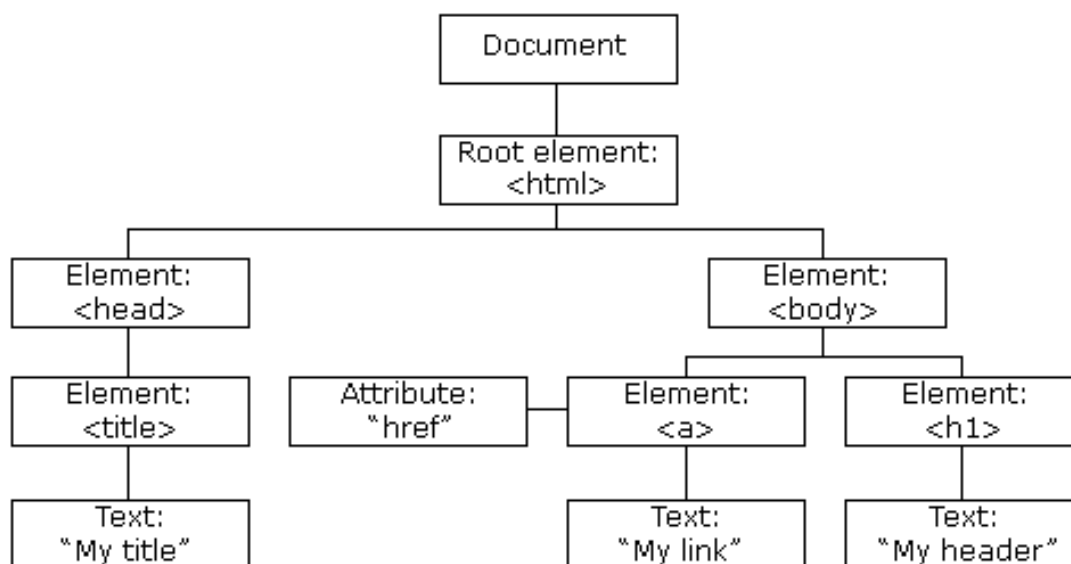 Document
Root element:
<html>
Element:
<head>
Element:
<body>
Element:
<title>
Attribute:
“href”
Element:
<a>
Element:
<h1>
Text:
“My title”
Text:
“My link”
Text:
“My header”